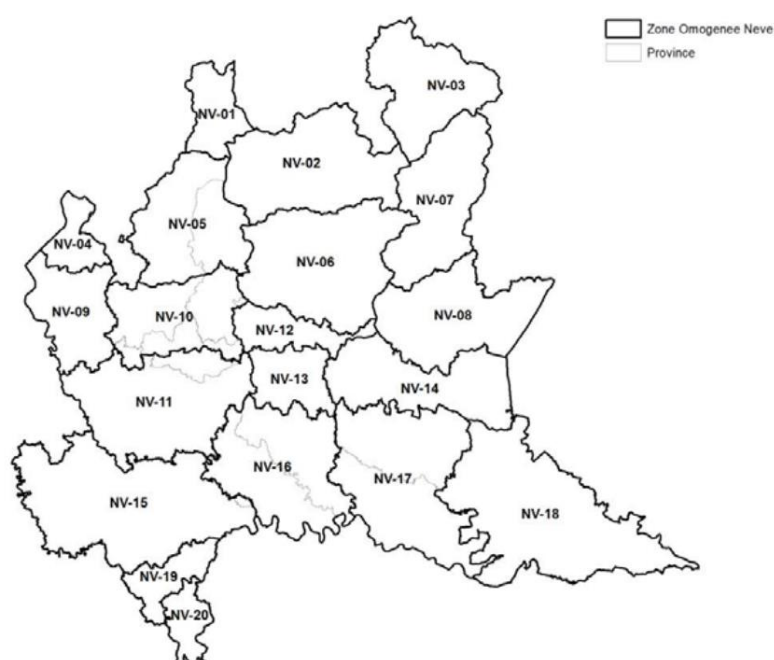 Zone Omogenee Neve
Province
NV-03
NV-01
NV-02
NV-07
NV-05
NV-04
NV-06
NV-09
NV-10
NV-12
NV-08
NV-13
NV-14
NV-11
NV-16
NV-17
NV-15
NV-18
NV-19
NV-20